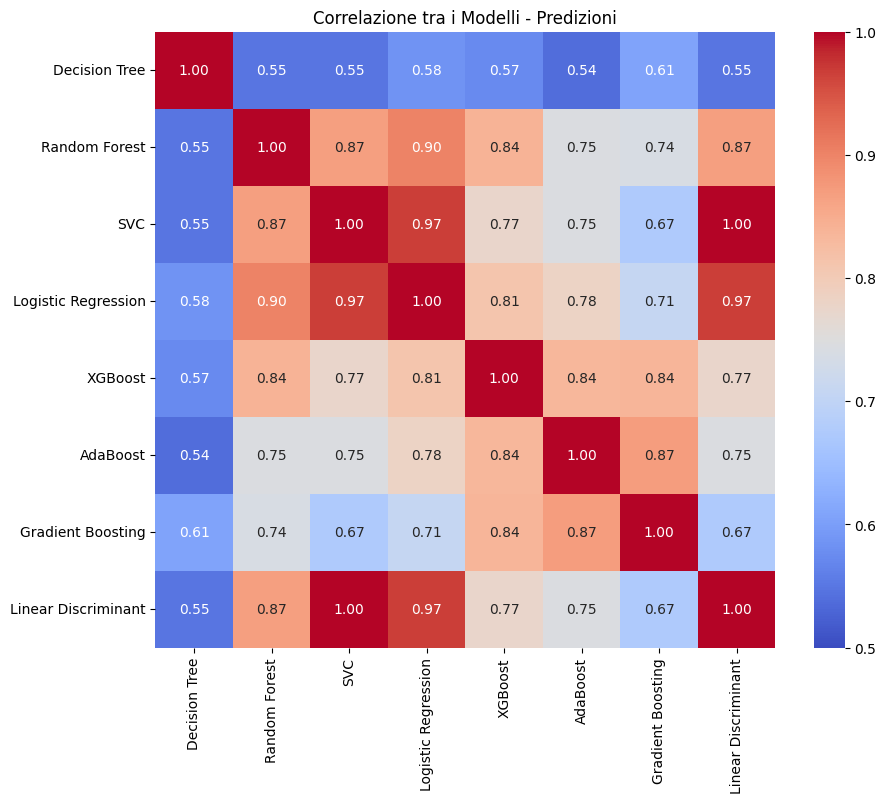 Correlazione tra i Modelli - Predizioni
Decision Tree 1.00 0.55 0.55 0.58 0.57 0.54 0.61 0.55
Random Forest 0.55 1.00 0.87 0.90 0.84 0.75 0.74 0.87
SVC 0.55 0.87 1.00 0.97 0.77 0.75 0.67 1.00
Logistic Regression 0.58 0.90 0.97 1.00 0.81 0.78 0.71 0.97
XGBoost 0.57 0.84 0.77 0.81 1.00 0.84 0.84 0.77
AdaBoost 0.54 0.75 0.75 0.78 0.84 1.00 0.87 0.75
Gradient Boosting 0.61 0.74 0.67 0.71 0.84 0.87 1.00 0.67
Linear Discriminant 0.55 0.87 1.00 0.97 0.77 0.75 0.67 1.00
Decision Tree
Random Forest
SVC
Logistic Regression
XGBoost
AdaBoost
Gradient Boosting
Linear Discriminant
1.0
0.9
0.8
0.7
0.6
0.5